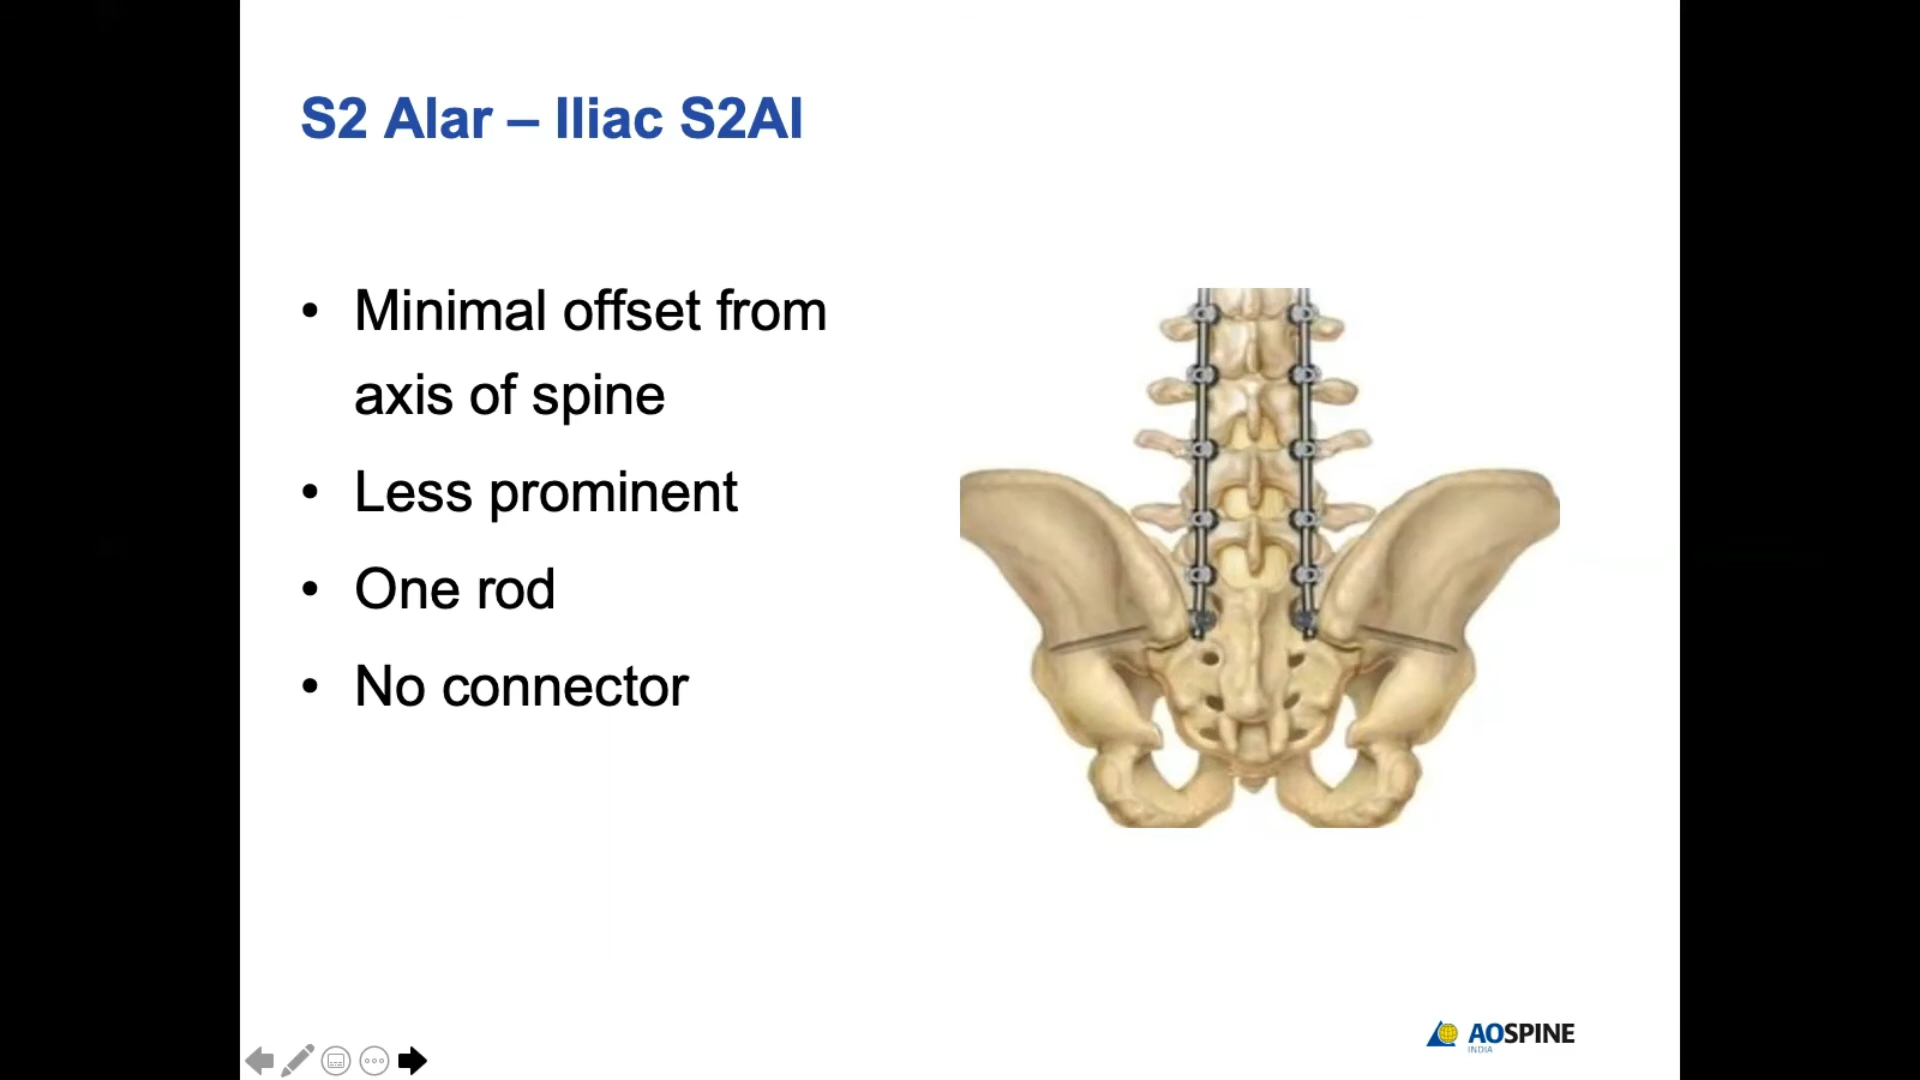 S2 Alar – Iliac S2AI
• Minimal offset from
axis of spine
• Less prominent
• One rod
• No connector
AOSPINE
INDIA